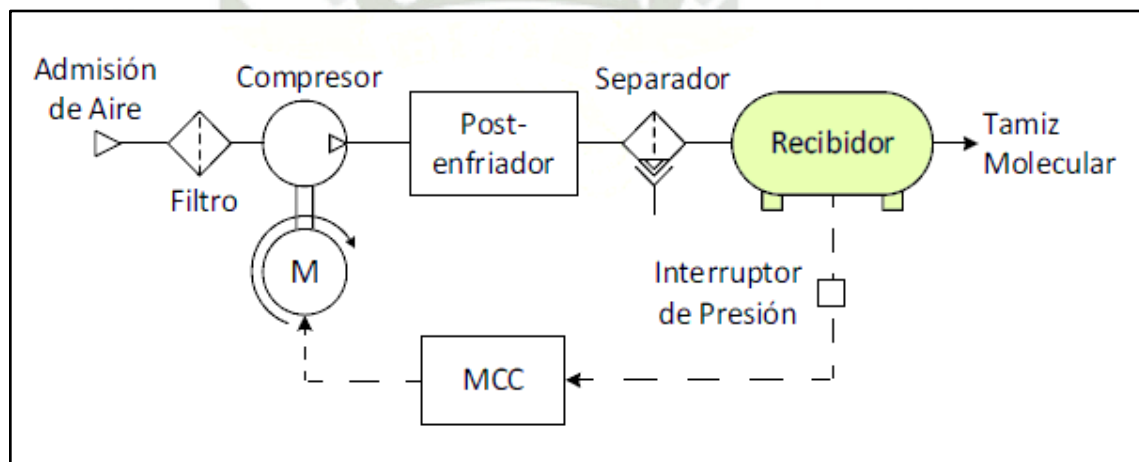 Admisión
de Aire
Filtro
Compresor
M
Post-
enfriador
Separador
Recibidor
Tamiz
Molecular
Interruptor
de Presión
MCC